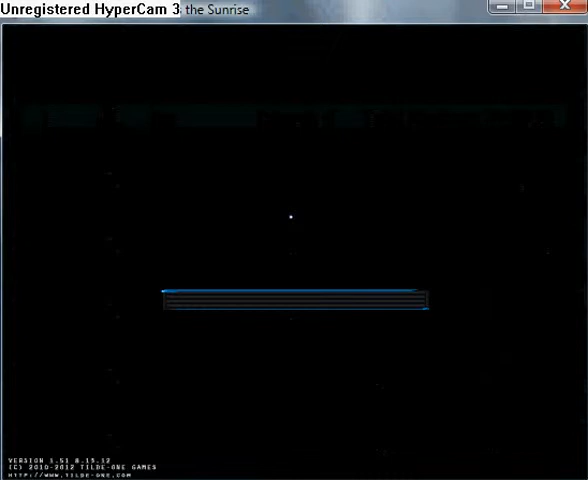 Unregistered HyperCam 3 the Sunrise
VERSION 1.51 8.15.12
(C) 2010-2012 TILDE-ONE GAMES
HTTP://WWW.TILDE-ONE.COM